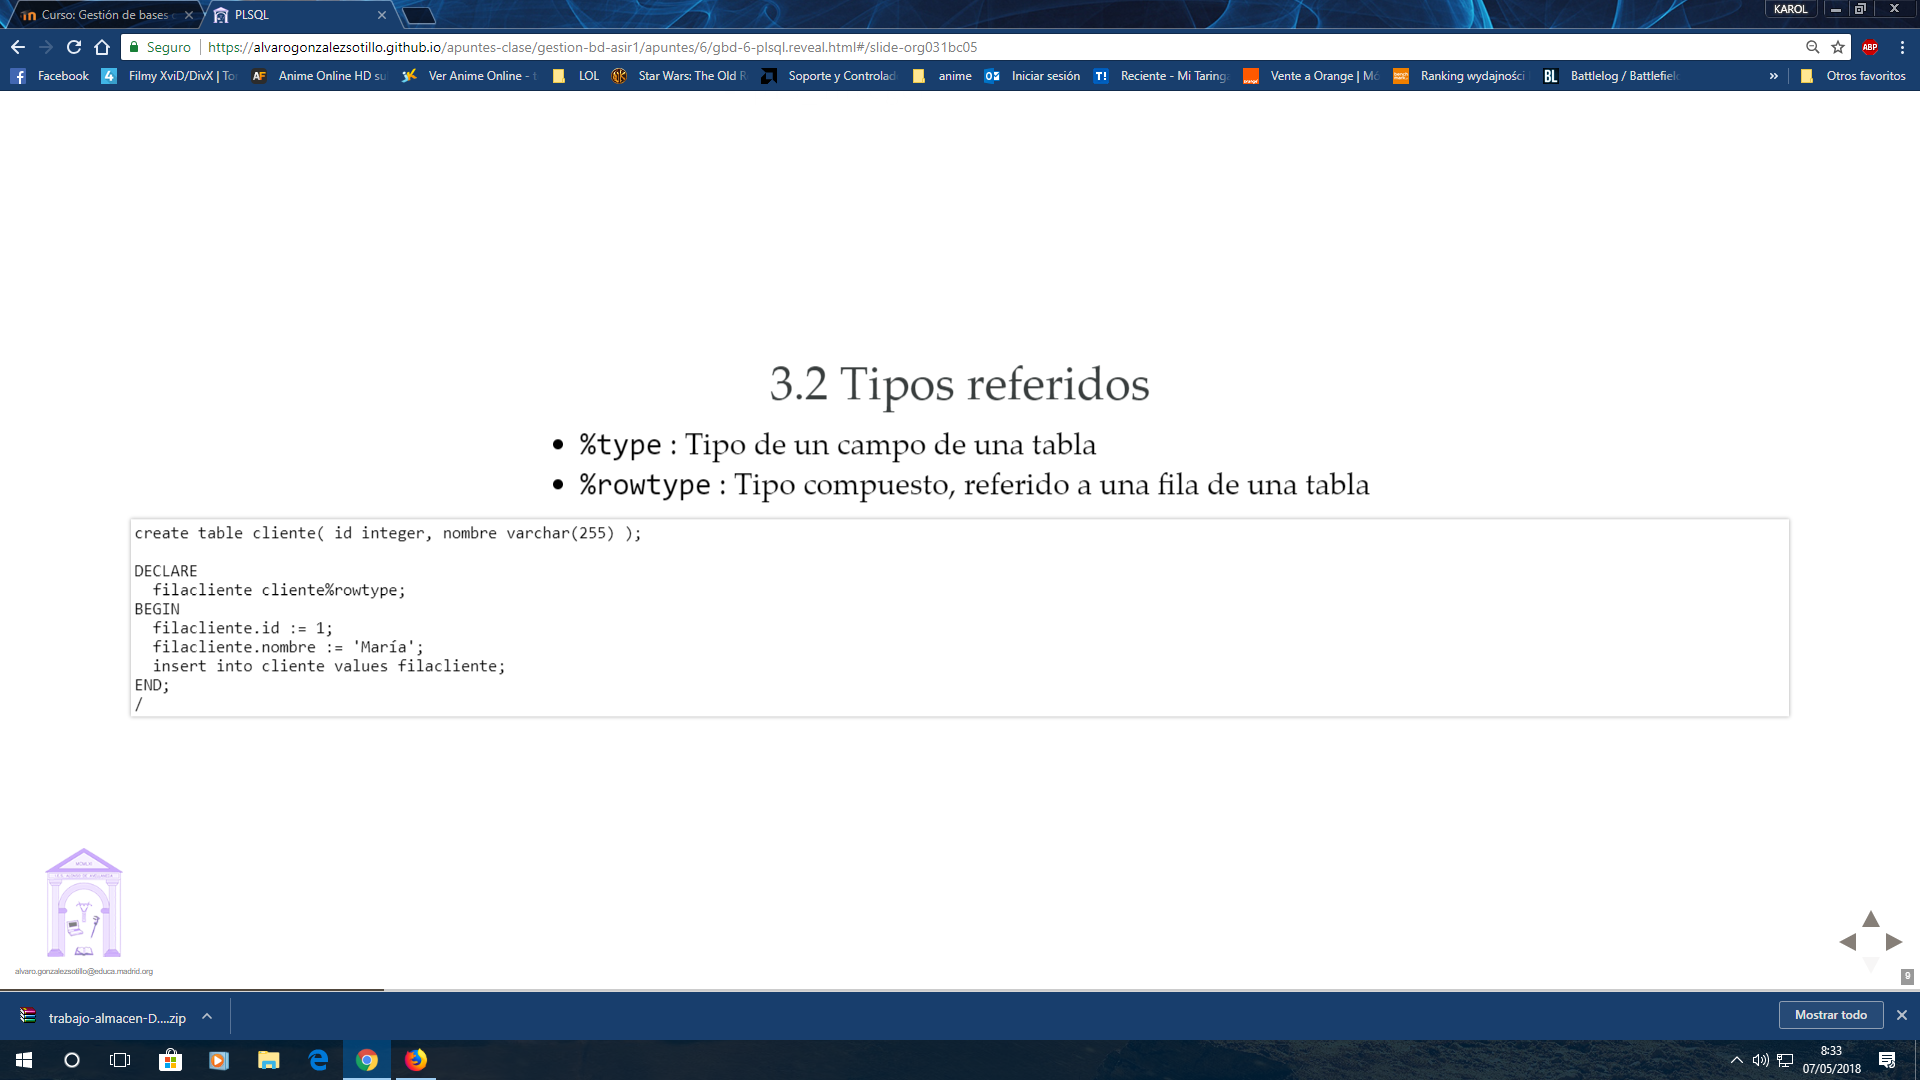 Curso: Gestión de bases
PLSQL
KAROL
Seguro
https://alvarogonzalezsotillo.github.io/apuntes-clase/gestion-bd-asir1/apuntes/6/gbd-6-plsql.reveal.html#/slide-org031bc05
ABP
Facebook
Filmy XviD/DivX | Tor
Anime Online HD su
Ver Anime Online - t
LOL
Star Wars: The Old R
Soporte y Controlad
anime
Iniciar sesión
Reciente - Mi Taringa
Vente a Orange | Mó
Ranking wydajności
Battlelog / Battlefield
»
Otros favoritos
3.2 Tipos referidos
• %type : Tipo de un campo de una tabla
• %rowtype : Tipo compuesto, referido a una fila de una tabla
create table cliente( id integer, nombre varchar(255) );
DECLARE
filacliente cliente%rowtype;
BEGIN
filacliente.id := 1;
filacliente.nombre := 'María';
insert into cliente values filacliente;
END;
/
alvaro.gonzalezsotillo@educa.madrid.org
9
trabajo-almacen-D....zip
Mostrar todo
8:33
07/05/2018